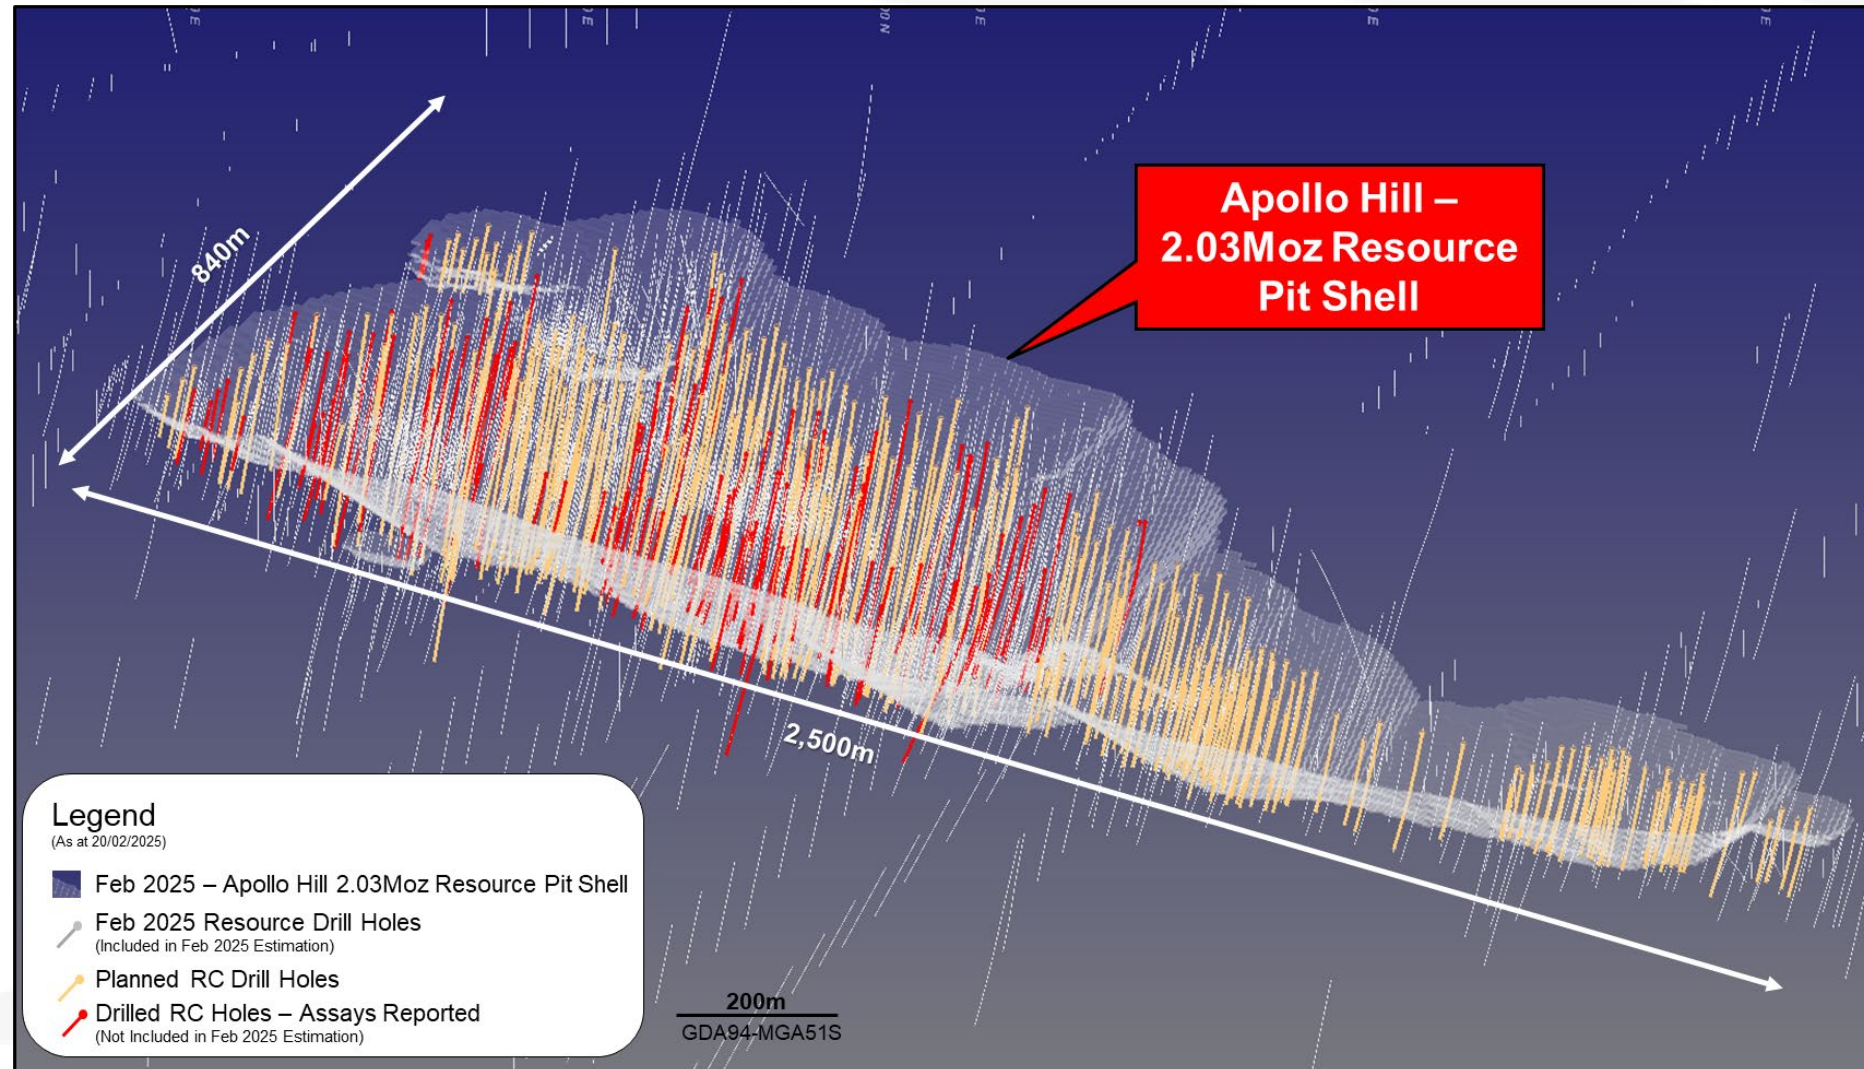 E
E
00 N
E
E
E
840m
Apollo Hill –
2.03Moz Resource
Pit Shell
2,500m
Legend
(As at 20/02/2025)
Feb 2025 – Apollo Hill 2.03Moz Resource Pit Shell
Feb 2025 Resource Drill Holes
(Included in Feb 2025 Estimation)
Planned RC Drill Holes
Drilled RC Holes – Assays Reported
(Not Included in Feb 2025 Estimation)
200m
GDA94-MGA51S